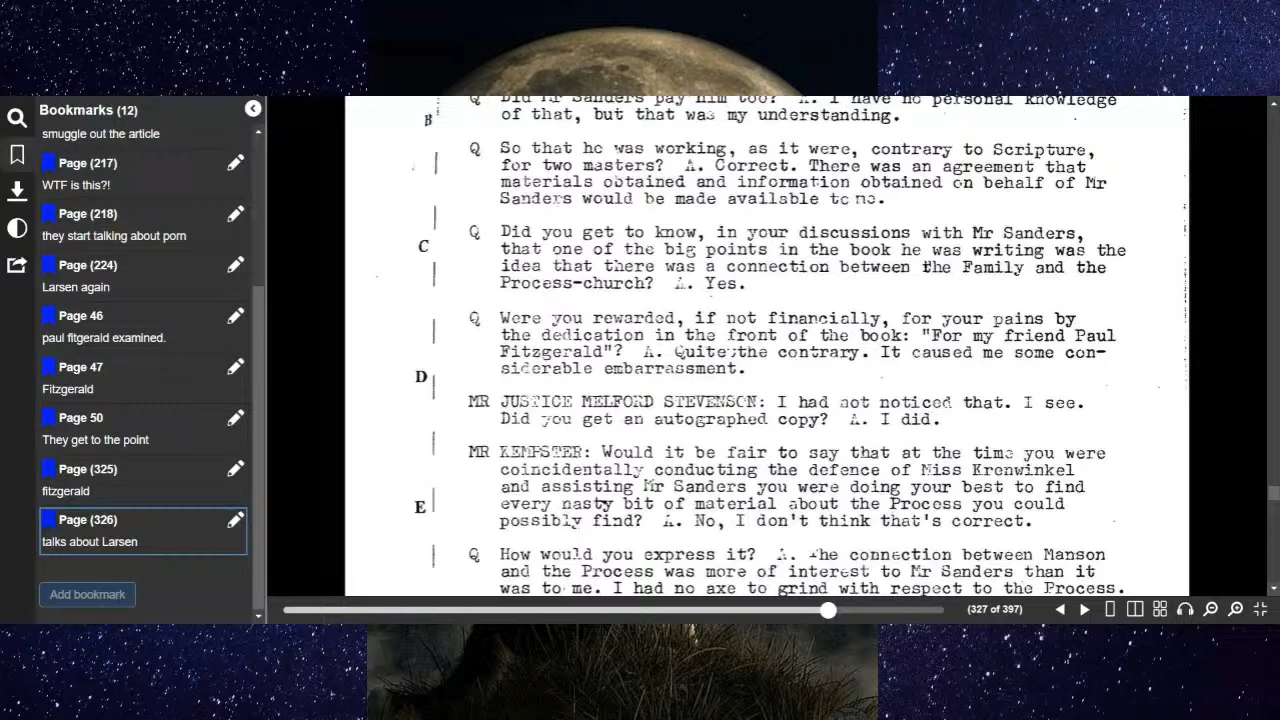 Bookmarks (12)
smuggle out the article
Page (217)
WTF is this?!
Page (218)
they start talking about porn
Page (224)
Larsen again
Page 46
paul fitgerald examined.
Page 47
Fitzgerald
Page 50
They get to the point
Page (325)
fitzgerald
Page (326)
talks about Larsen
Add bookmark
Q Did Mr Sanders pay him too? A. I have no personal knowledge
B
of that, but that was my understanding.
Q So that he was working, as it were, contrary to Scripture,
for two masters? A. Correct. There was an agreement that
materials obtained and information obtained on behalf of Mr
Sanders would be made available to me.
C
Q Did you get to know, in your discussions with Mr Sanders,
that one of the big points in the book he was writing was the
idea that there was a connection between the Family and the
Process-church? A. Yes.
Q Were you rewarded, if not financially, for your pains by
the dedication in the front of the book: "For my friend Paul
Fitzgerald"? A. Quite the contrary. It caused me some con-
siderable embarrassment.
D
MR JUSTICE MELFORD STEVENSON: I had not noticed that. I see.
Did you get an autographed copy? A. I did.
MR KEMPSTER: Would it be fair to say that at the time you were
coincidentally conducting the defence of Miss Krenwinkel
and assisting Mr Sanders you were doing your best to find
every nasty bit of material about the Process you could
E
possibly find? A. No, I don't think that's correct.
Q How would you express it? A. The connection between Manson
and the Process was more of interest to Mr Sanders than it
was to me. I had no axe to grind with respect to the Process.
(327 of 397)